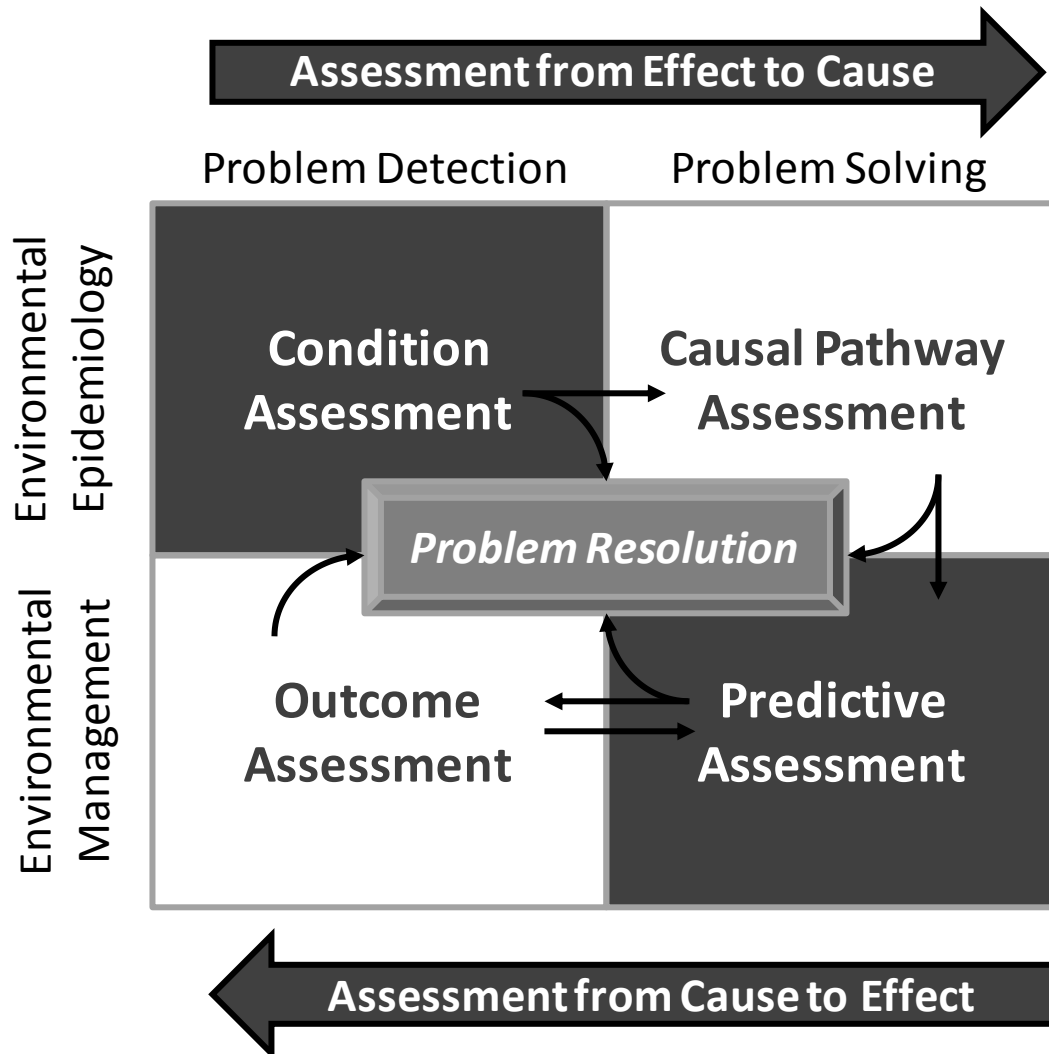 Assessment from Effect to Cause
Problem Detection
Problem Solving
Environmental
Epidemiology
Condition
Assessment
Causal Pathway
Assessment
Problem Resolution
Environmental
Management
Outcome
Assessment
Predictive
Assessment
Assessment from Cause to Effect